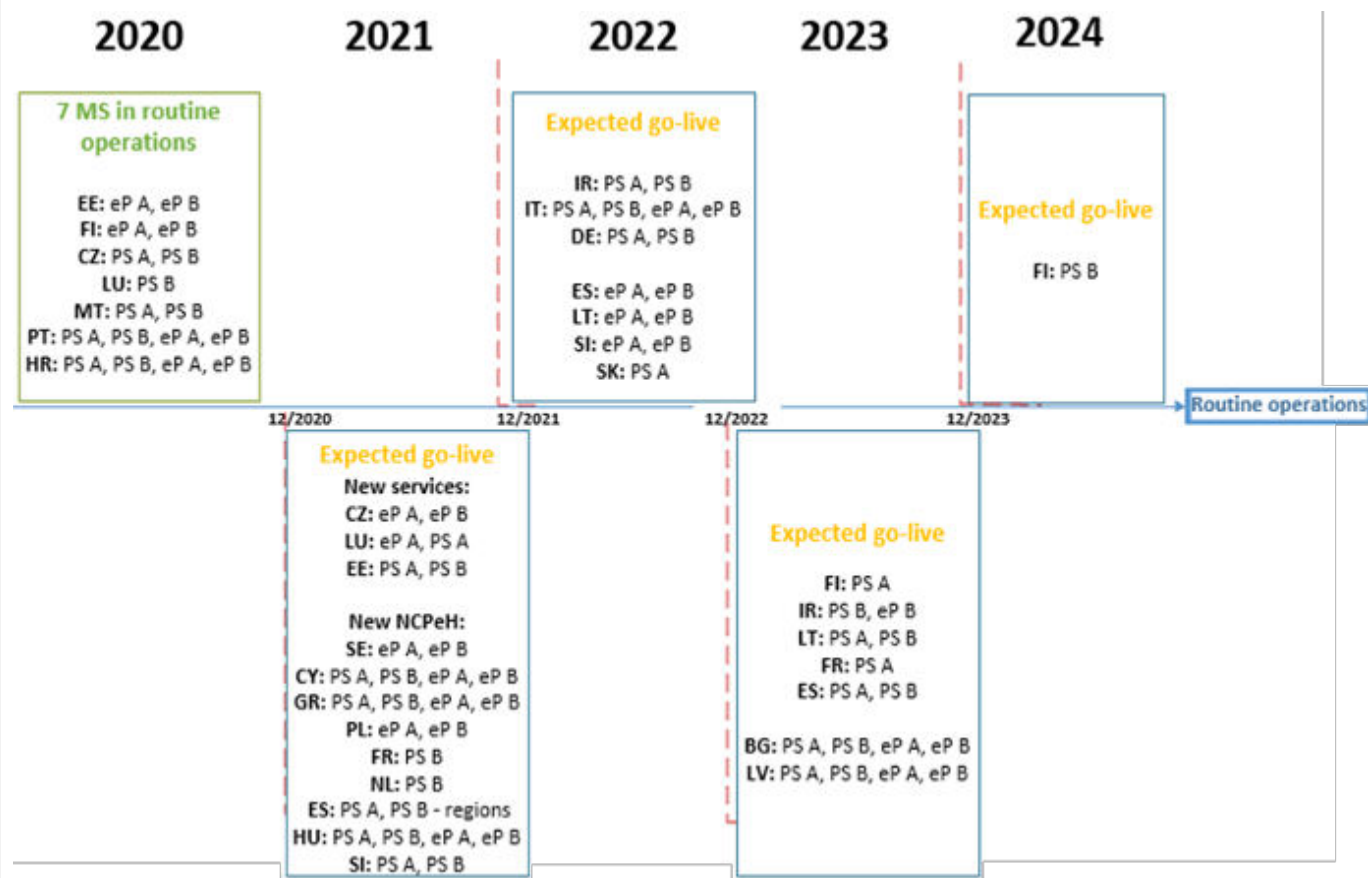 2020
2021
2022
2023
2024
7 MS in routine
operations
EE: eP A, eP B
FI: eP A, eP B
CZ: PS A, PS B
LU: PS B
MT: PS A, PS B
PT: PS A, PS B, eP A, eP B
HR: PS A, PS B, eP A, eP B
Expected go-live
IR: PS A, PS B
IT: PS A, PS B, eP A, eP B
DE: PS A, PS B
ES: eP A, eP B
LT: eP A, eP B
SI: eP A, eP B
SK: PS A
Expected go-live
FI: PS B
Routine operations
12/2020
12/2021
12/2022
12/2023
Expected go-live
New services:
CZ: eP A, eP B
LU: eP A, PS A
EE: PS A, PS B
New NCPeH:
SE: eP A, eP B
CY: PS A, PS B, eP A, eP B
GR: PS A, PS B, eP A, eP B
PL: eP A, eP B
FR: PS B
NL: PS B
ES: PS A, PS B - regions
HU: PS A, PS B, eP A, eP B
SI: PS A, PS B
Expected go-live
FI: PS A
IR: PS B, eP B
LT: PS A, PS B
FR: PS A
ES: PS A, PS B
BG: PS A, PS B, eP A, eP B
LV: PS A, PS B, eP A, eP B